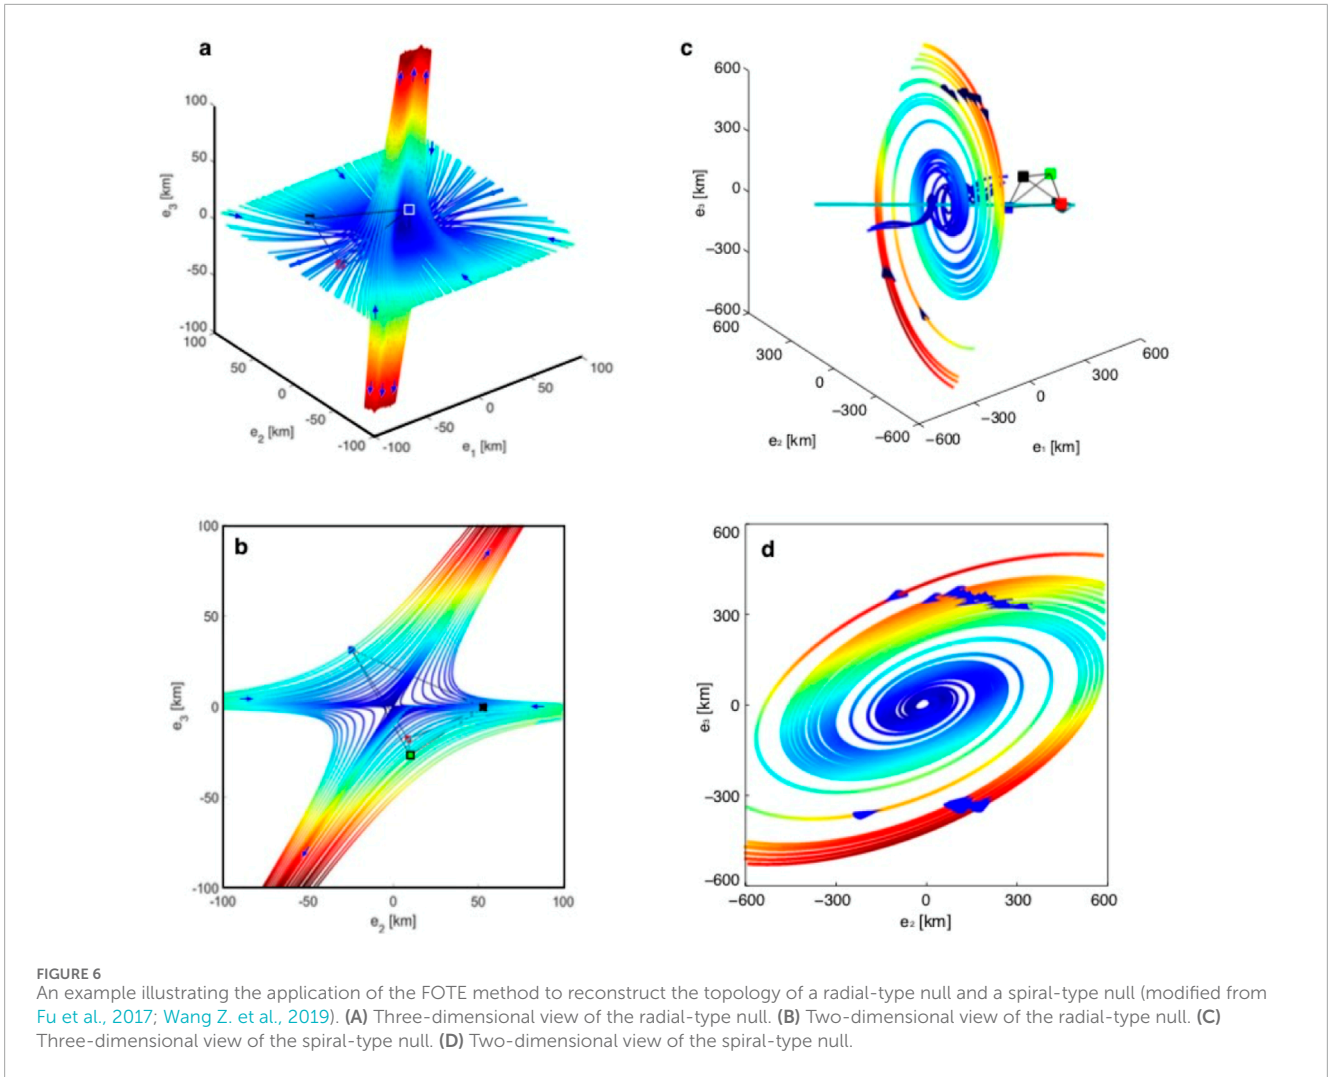 a
100
50
0
-50
-100
e3 [km]
100
50
0
-50
-100
e2 [km]
-100
-50
0
50
100
e1 [km]
c
600
300
0
−300
−600
e3 [km]
600
300
0
−300
−600
e2 [km]
−600
−300
0
300
600
e1 [km]
b
100
50
0
-50
-100
e3 [km]
-100
-50
0
50
100
e2 [km]
d
600
300
0
−300
−600
e3 [km]
−600
−300
0
300
600
e2 [km]
FIGURE 6
An example illustrating the application of the FOTE method to reconstruct the topology of a radial-type null and a spiral-type null (modified from
Fu et al., 2017; Wang Z. et al., 2019). (A) Three-dimensional view of the radial-type null. (B) Two-dimensional view of the radial-type null. (C)
Three-dimensional view of the spiral-type null. (D) Two-dimensional view of the spiral-type null.